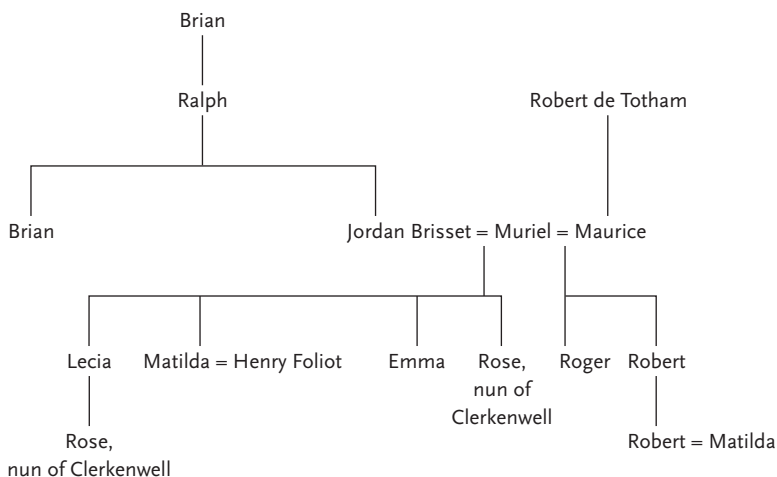 Brian
Ralph
Robert de Totham
Brian
Jordan Brisset = Muriel = Maurice
Lecia
Matilda = Henry Foliot
Emma
Rose,
nun of
Clerkenwell
Roger
Robert
Rose,
nun of Clerkenwell
Robert = Matilda